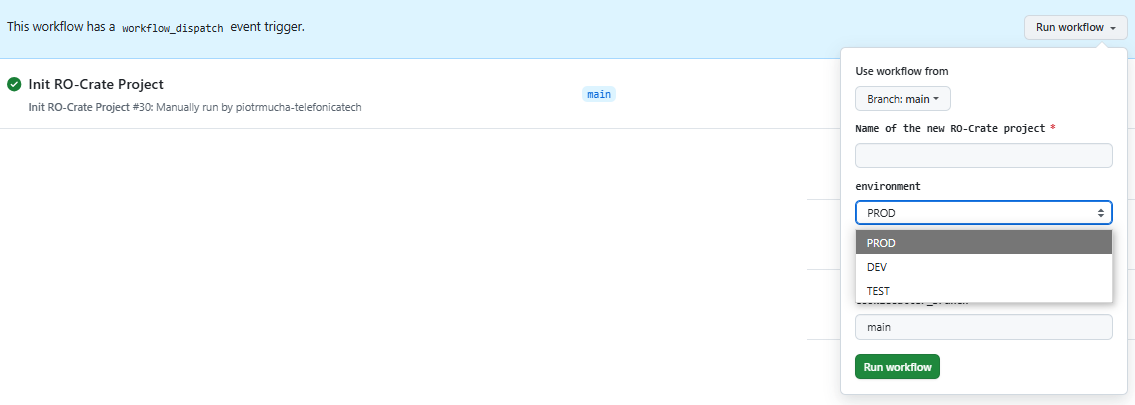 This workflow has a workflow_dispatch event trigger.
Run workflow
Init RO-Crate Project
Init RO-Crate Project #30: Manually run by piotrmucha-telefonicatech
main
Use workflow from
Branch: main
Name of the new RO-Crate project *
environment
PROD
PROD
DEV
TEST
main
Run workflow